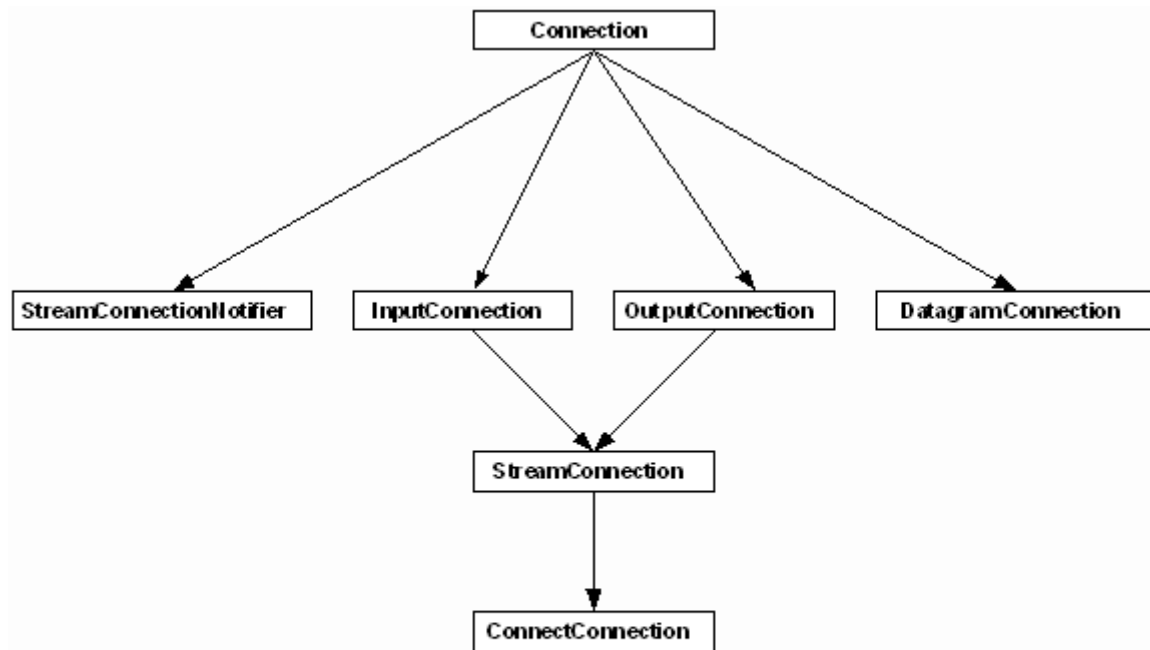 Connection
StreamConnectionNotifier
InputConnection
OutputConnection
DatagramConnection
StreamConnection
ConnectConnection